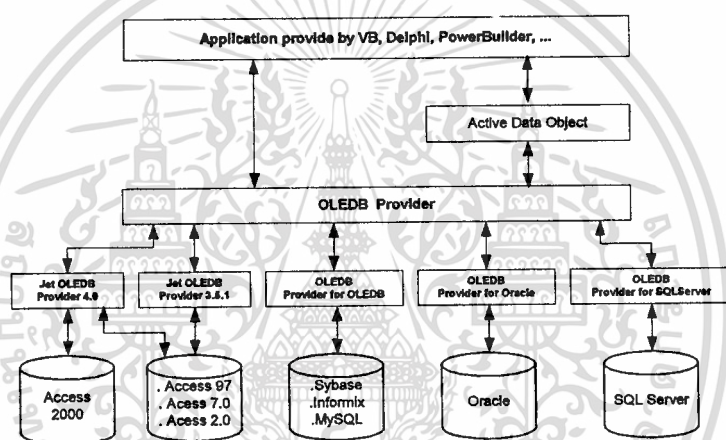 Application provide by VB, Delphi, PowerBuilder, ...
Active Data Object
OLEDB Provider
Jet OLEDB
Provider 4.0
Jet OLEDB
Provider 3.5.1
OLEDB
Provider for OLEDB
OLEDB
Provider for Oracle
OLEDB
Provider for SQLServer
Access
2000
. Access 97
. Acess 7.0
. Acess 2.0
.Sybase
.Informix
.MySQL
Oracle
SQL Server